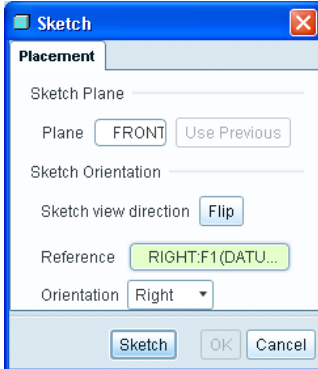 Sketch
Placement
Sketch Plane
Plane FRONT Use Previous
Sketch Orientation
Sketch view direction Flip
Reference RIGHT:F1(DATU...
Orientation Right
Sketch OK Cancel